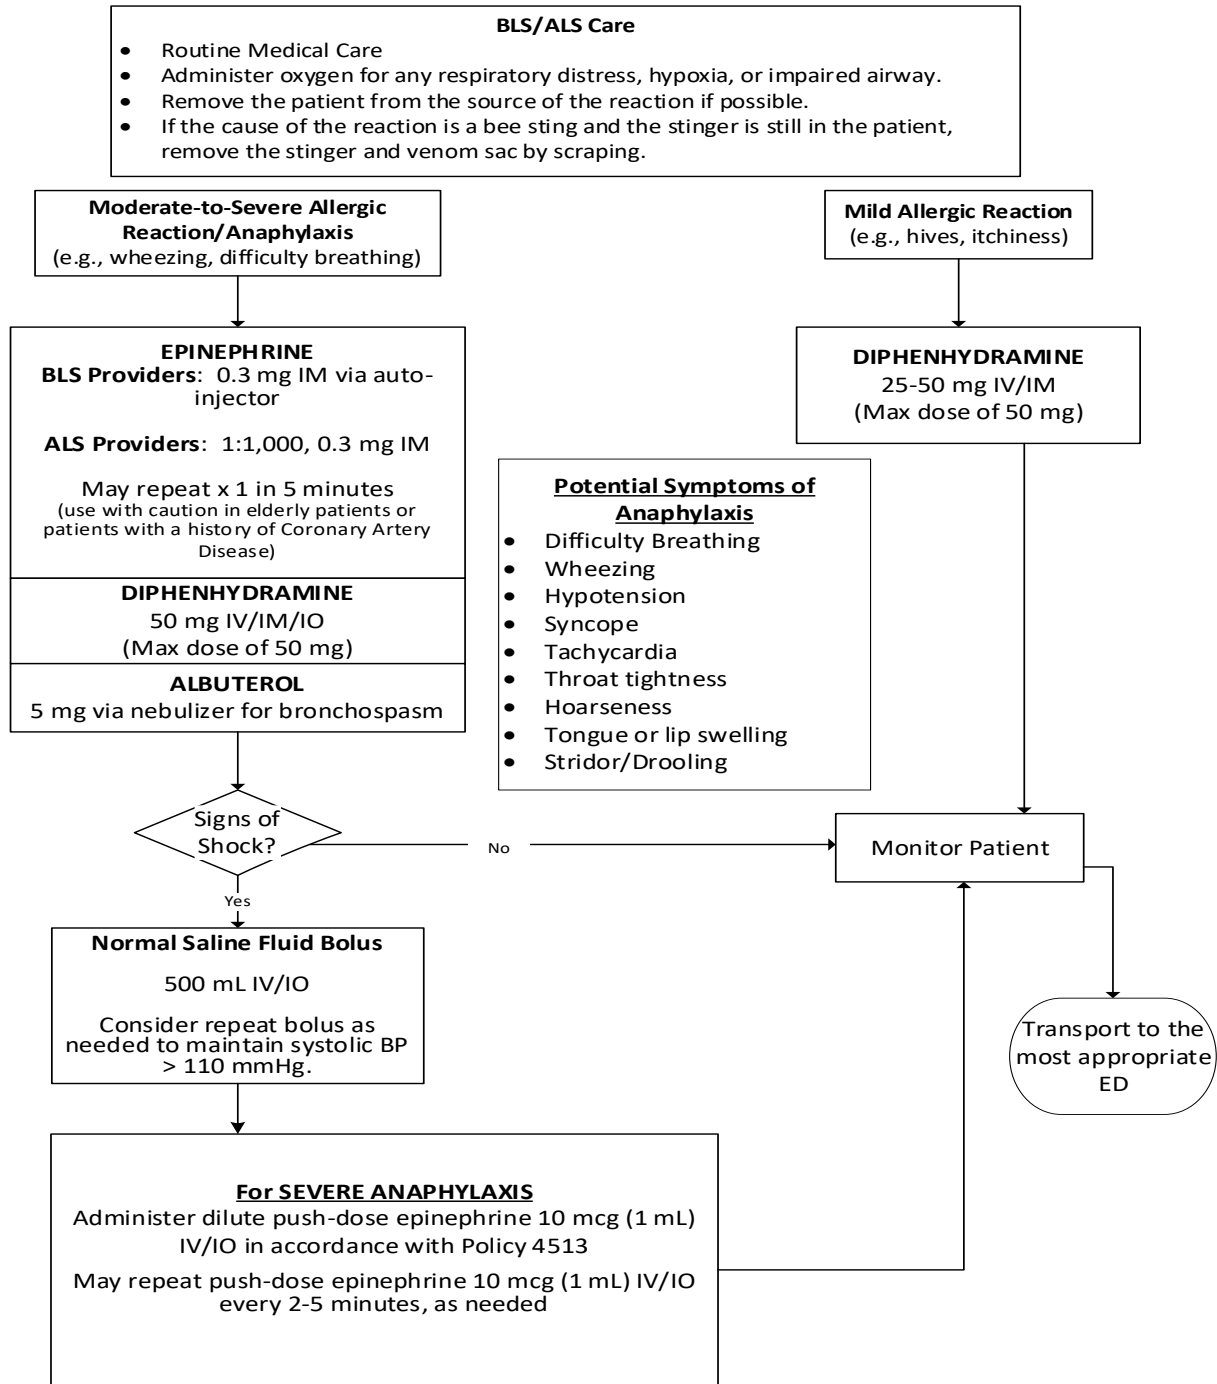 BLS/ALS Care
• Routine Medical Care
• Administer oxygen for any respiratory distress, hypoxia, or impaired airway.
• Remove the patient from the source of the reaction if possible.
• If the cause of the reaction is a bee sting and the stinger is still in the patient,
remove the stinger and venom sac by scraping.
Moderate-to-Severe Allergic
Reaction/Anaphylaxis
(e.g., wheezing, difficulty breathing)
Mild Allergic Reaction
(e.g., hives, itchiness)
EPINEPHRINE
BLS Providers: 0.3 mg IM via auto-
injector
ALS Providers: 1:1,000, 0.3 mg IM
May repeat x 1 in 5 minutes
(use with caution in elderly patients or
patients with a history of Coronary Artery
Disease)
DIPHENHYDRAMINE
50 mg IV/IM/IO
(Max dose of 50 mg)
ALBUTEROL
5 mg via nebulizer for bronchospasm
DIPHENHYDRAMINE
25-50 mg IV/IM
(Max dose of 50 mg)
Potential Symptoms of
Anaphylaxis
• Difficulty Breathing
• Wheezing
• Hypotension
• Syncope
• Tachycardia
• Throat tightness
• Hoarseness
• Tongue or lip swelling
• Stridor/Drooling
Signs of
Shock?
No
Monitor Patient
Yes
Normal Saline Fluid Bolus
500 mL IV/IO
Consider repeat bolus as
needed to maintain systolic BP
> 110 mmHg.
Transport to the
most appropriate
ED
For SEVERE ANAPHYLAXIS
Administer dilute push-dose epinephrine 10 mcg (1 mL)
IV/IO in accordance with Policy 4513
May repeat push-dose epinephrine 10 mcg (1 mL) IV/IO
every 2-5 minutes, as needed